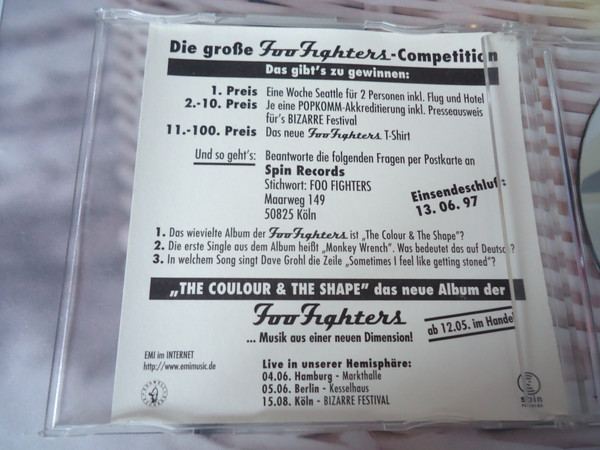 Die große Foo Fighters-Competition
Das gibt's zu gewinnen:
1. Preis Eine Woche Seattle für 2 Personen inkl. Flug und Hotel
2.-10. Preis Je eine POPKOMM-Akkreditierung inkl. Presseausweis
für's BIZARRE Festival
11.-100. Preis Das neue Foo Fighters T-Shirt
Und so geht's: Beantworte die folgenden Fragen per Postkarte an
Spin Records
Stichwort: FOO FIGHTERS
Maarweg 149
50825 Köln
Einsendeschluß:
13. 06. 97
1. Das wievielte Album der Foo Fighters ist „The Colour & The Shape"?
2. Die erste Single aus dem Album heißt „Monkey Wrench". Was bedeutet das auf Deutsch?
3. In welchem Song singt Dave Grohl die Zeile „Sometimes I feel like getting stoned"?
„THE COULOUR & THE SHAPE" das neue Album der
Foo Fighters
... Musik aus einer neuen Dimension!
ab 12.05. im Handel
EMI im INTERNET
http://www.emimusic.de
Live in unserer Hemisphäre:
04.06. Hamburg - Markthalle
05.06. Berlin - Kesselhaus
15.08. Köln - BIZARRE FESTIVAL
spin